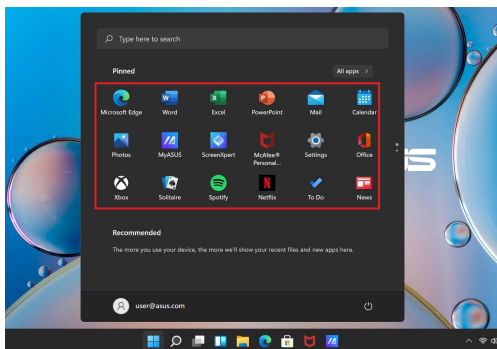 Type here to search
Pinned
All apps >
Microsoft Edge Word Excel PowerPoint Mail Calendar
Photos MyASUS ScreenXpert McAfee® Personal... Settings Office
Xbox Solitaire Spotify Netflix To Do News
Recommended
The more you use your device, the more we'll show your recent files and new apps here.
user@asus.com